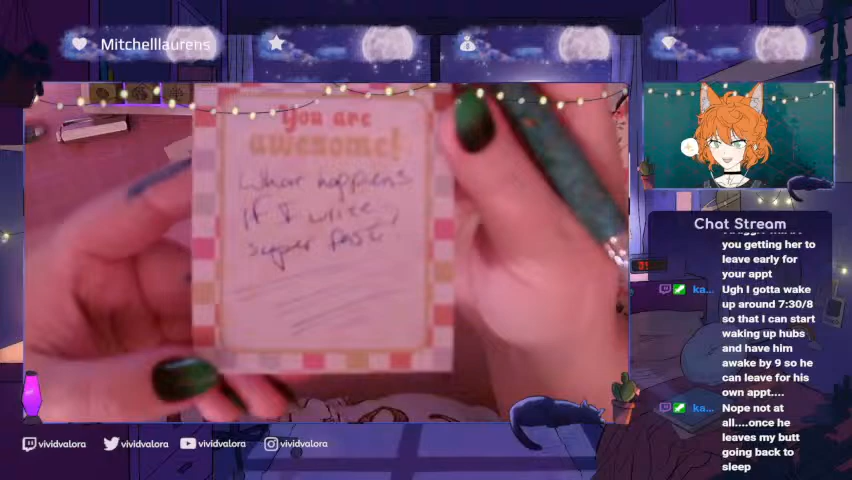 Mitchelllaurens
You are
awesome!
What happens
if I write
super fast
Chat Stream
you getting her to
leave early for
your appt
ka... Ugh I gotta wake
up around 7:30/8
so that I can start
waking up hubs
and have him
awake by 9 so he
can leave for his
own appt....
ka... Nope not at
all....once he
leaves my butt
going back to
sleep
vividvalora
vividvalora
vividvalora
vividvalora